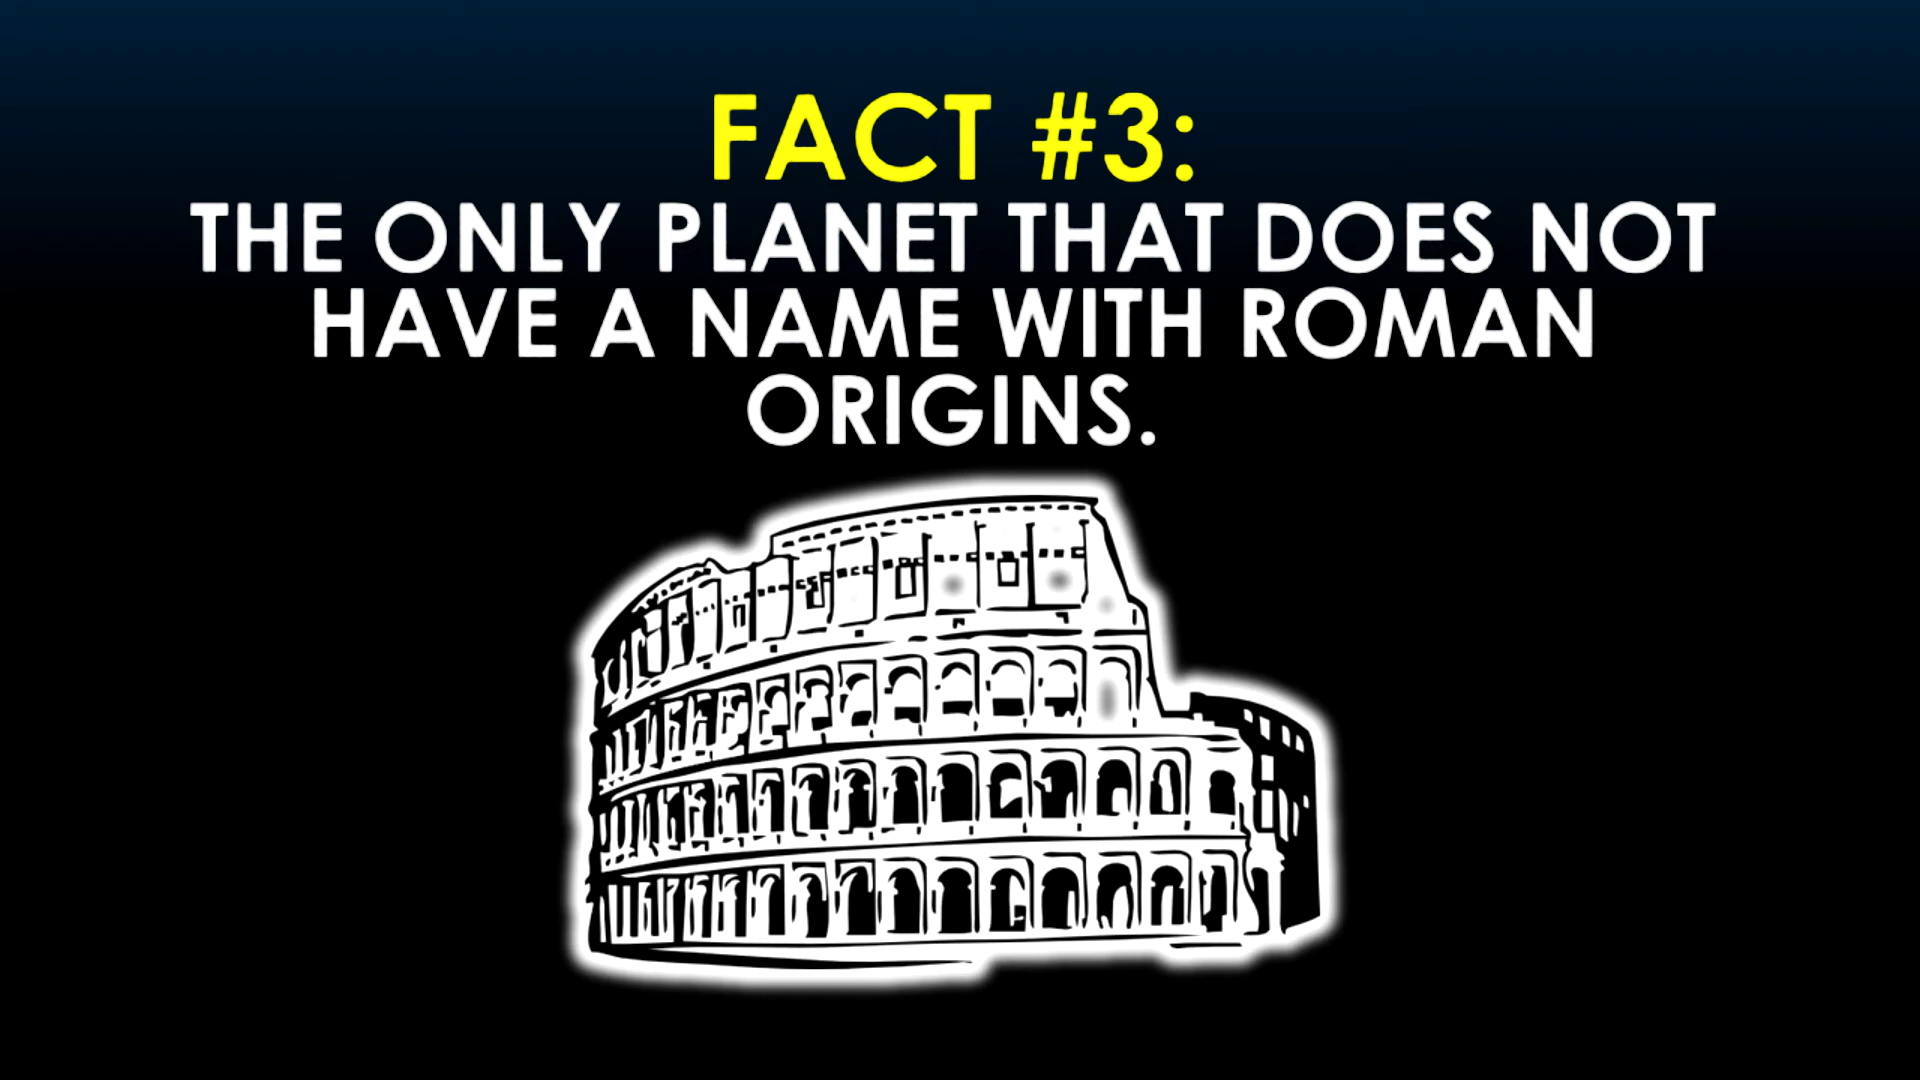 FACT #3:
THE ONLY PLANET THAT DOES NOT
HAVE A NAME WITH ROMAN
ORIGINS.